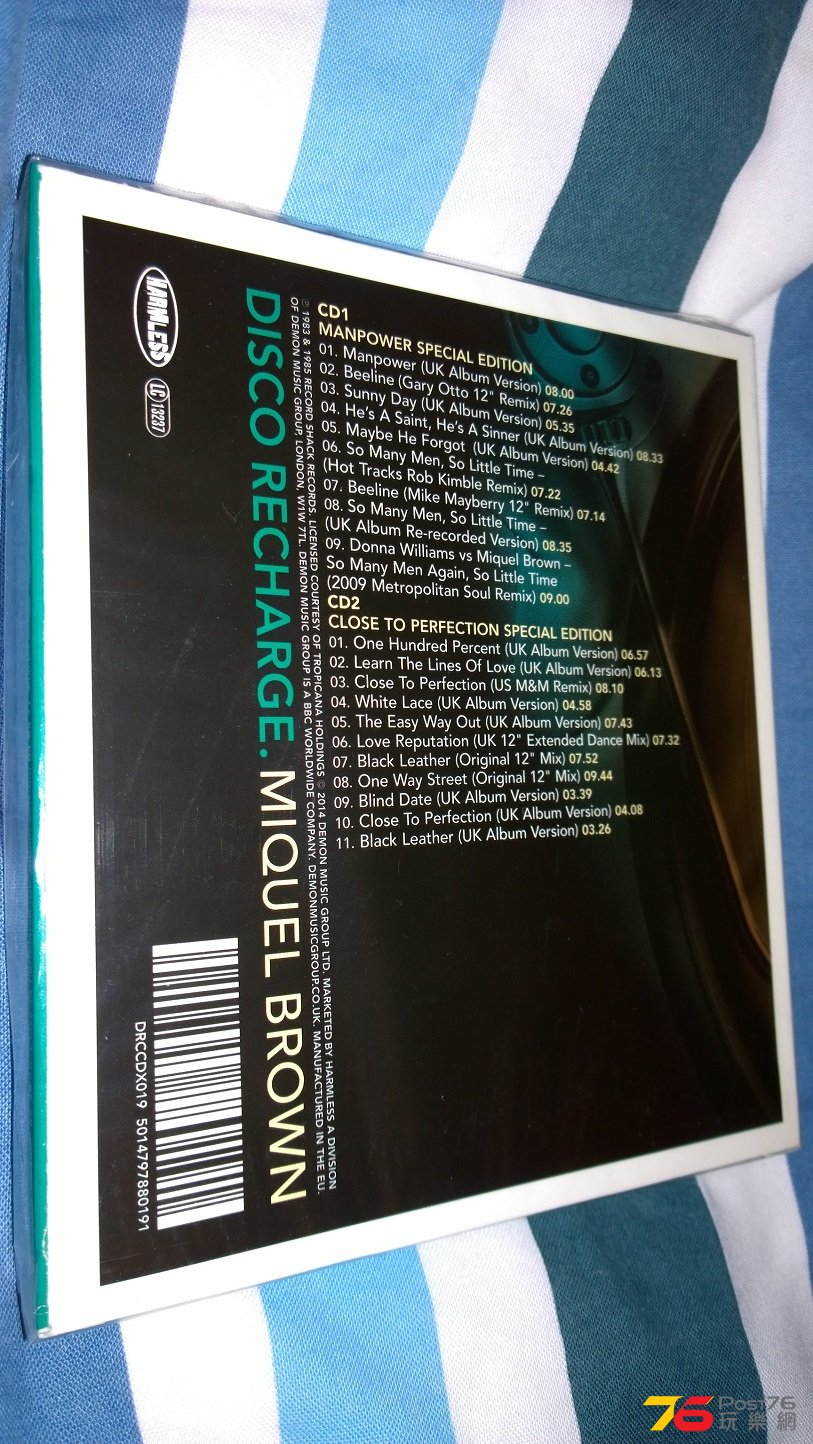 CD1
MANPOWER SPECIAL EDITION
01. Manpower (UK Album Version) 08.00
02. Beeline (Gary Otto 12" Remix) 07.26
03. Sunny Day (UK Album Version) 05.35
04. He's A Saint, He's A Sinner (UK Album Version) 08.33
05. Maybe He Forgot (UK Album Version) 04.42
06. So Many Men, So Little Time –
(Hot Tracks Rob Kimble Remix) 07.22
07. Beeline (Mike Mayberry 12" Remix) 07.14
08. So Many Men, So Little Time –
(UK Album Re-recorded Version) 08.35
09. Donna Williams vs Miquel Brown –
So Many Men Again, So Little Time
(2009 Metropolitan Soul Remix) 09.00
CD2
CLOSE TO PERFECTION SPECIAL EDITION
01. One Hundred Percent (UK Album Version) 06.57
02. Learn The Lines Of Love (UK Album Version) 06.13
03. Close To Perfection (US M&M Remix) 08.10
04. White Lace (UK Album Version) 04.58
05. The Easy Way Out (UK Album Version) 07.43
06. Love Reputation (UK 12" Extended Dance Mix) 07.32
07. Black Leather (Original 12" Mix) 07.52
08. One Way Street (Original 12" Mix) 09.44
09. Blind Date (UK Album Version) 03.39
10. Close To Perfection (UK Album Version) 04.08
11. Black Leather (UK Album Version) 03.26
℗ 1983 & 1985 RECORD SHACK RECORDS. LICENSED COURTESY OF TROPICANA HOLDINGS © 2014 DEMON MUSIC GROUP LTD. MARKETED BY HARMLESS A DIVISION
OF DEMON MUSIC GROUP, LONDON, W1W 7TL. DEMON MUSIC GROUP IS A BBC WORLDWIDE COMPANY. DEMONMUSICGROUP.CO.UK. MANUFACTURED IN THE EU.
DISCO RECHARGE. MIQUEL BROWN
HARMLESS
LC 13237
DRCCDX019 5014797880191
76 Post76
玩樂網